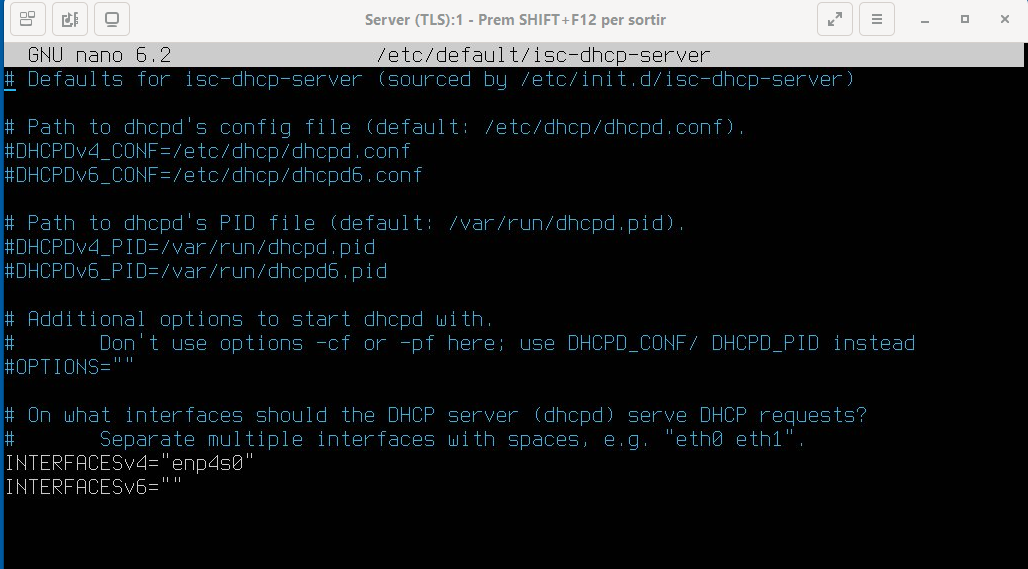 Server (TLS):1 - Prem SHIFT+F12 per sortir
GNU nano 6.2 /etc/default/isc-dhcp-server
# Defaults for isc-dhcp-server (sourced by /etc/init.d/isc-dhcp-server)
# Path to dhcpd's config file (default: /etc/dhcp/dhcpd.conf).
#DHCPDv4_CONF=/etc/dhcp/dhcpd.conf
#DHCPDv6_CONF=/etc/dhcp/dhcpd6.conf
# Path to dhcpd's PID file (default: /var/run/dhcpd.pid).
#DHCPDv4_PID=/var/run/dhcpd.pid
#DHCPDv6_PID=/var/run/dhcpd6.pid
# Additional options to start dhcpd with.
#       Don't use options -cf or -pf here; use DHCPD_CONF/ DHCPD_PID instead
#OPTIONS=""
# On what interfaces should the DHCP server (dhcpd) serve DHCP requests?
#       Separate multiple interfaces with spaces, e.g. "eth0 eth1".
INTERFACESv4="enp4s0"
INTERFACESv6=""